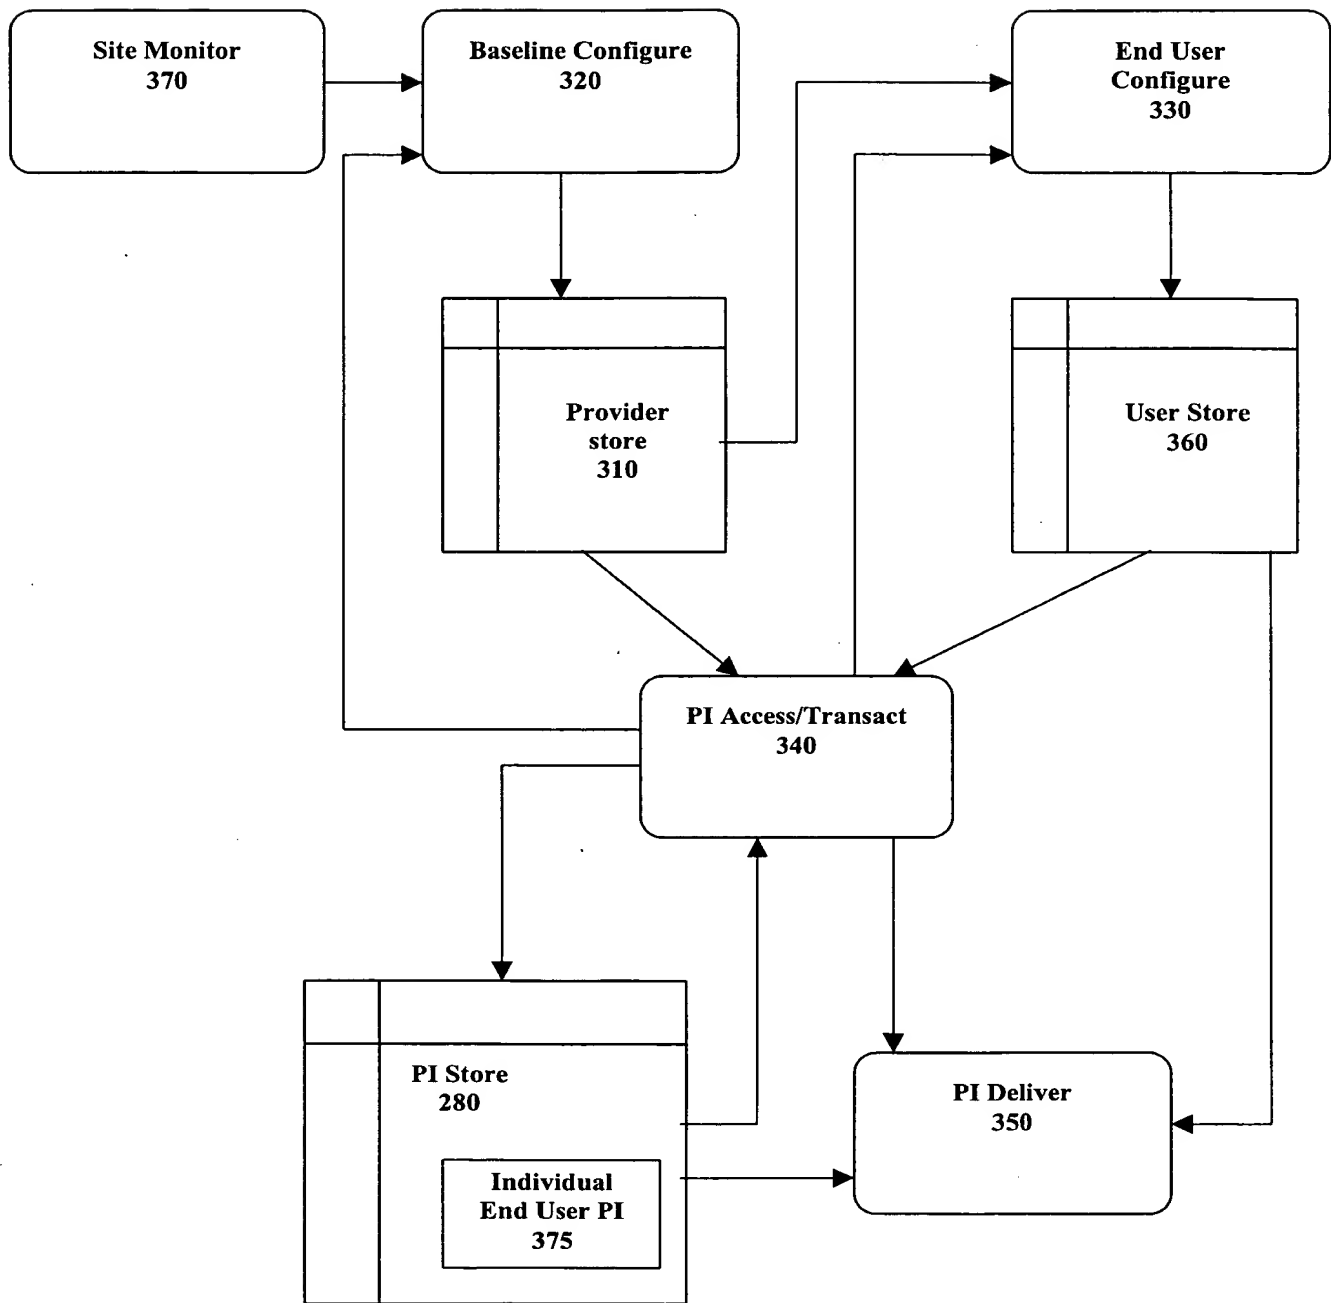 Site Monitor
370
Baseline Configure
320
End User
Configure
330
Provider
store
310
User Store
360
PI Access/Transact
340
PI Store
280
Individual
End User PI
375
PI Deliver
350